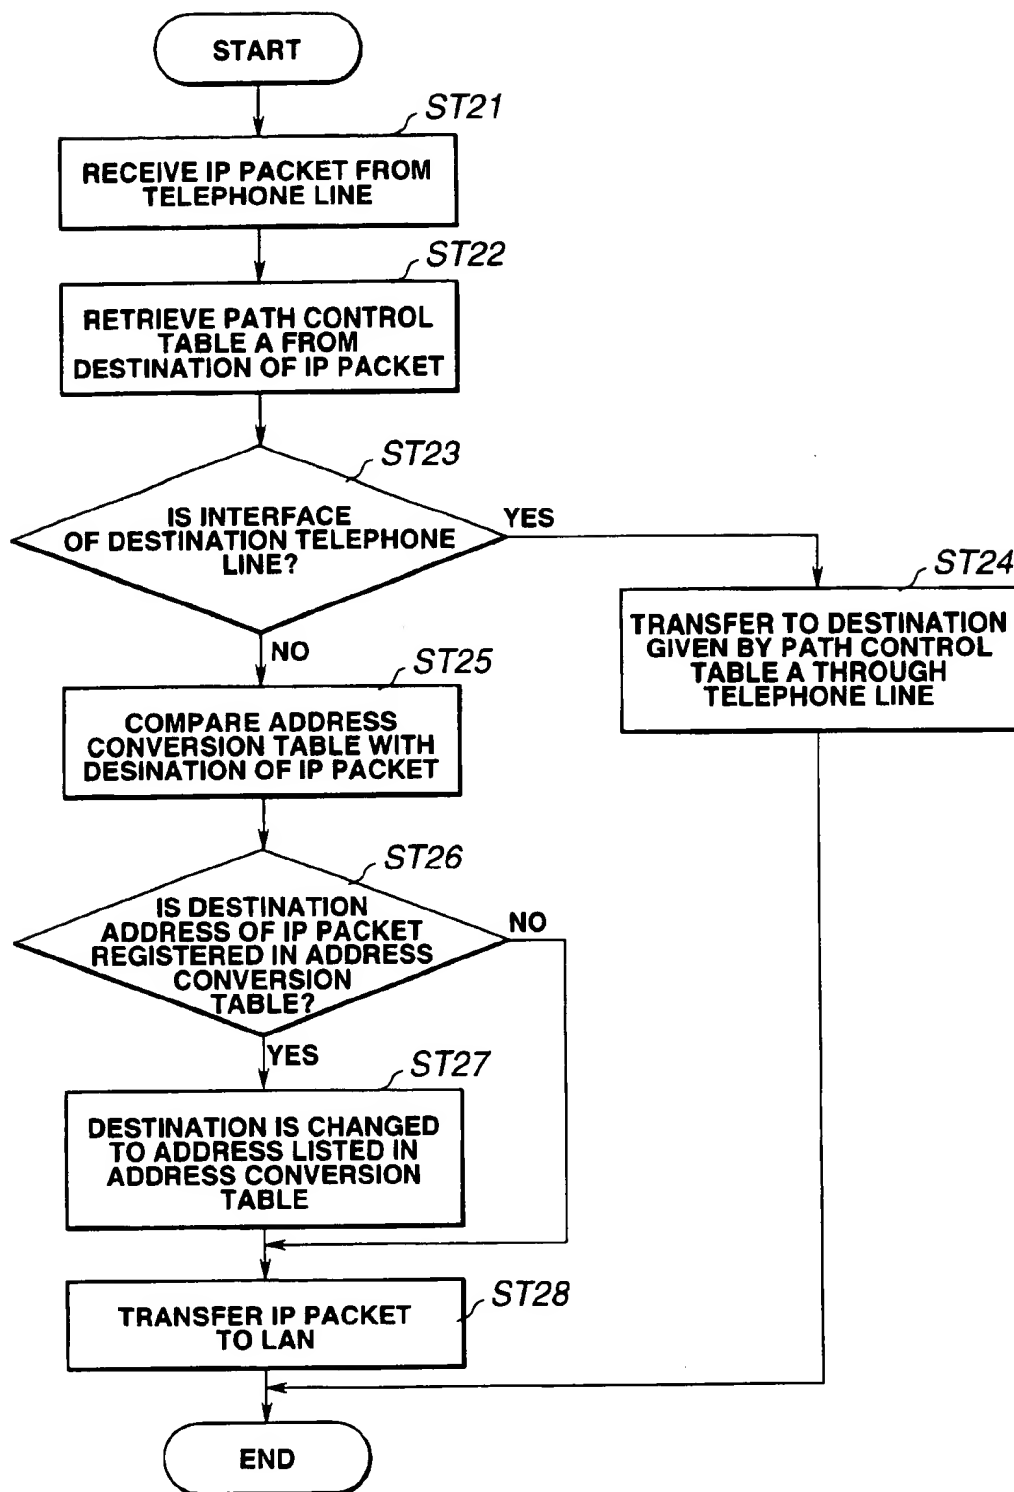 START
ST21
RECEIVE IP PACKET FROM
TELEPHONE LINE
ST22
RETRIEVE PATH CONTROL
TABLE A FROM
DESTINATION OF IP PACKET
ST23
IS INTERFACE
OF DESTINATION TELEPHONE
LINE?
YES
ST24
TRANSFER TO DESTINATION
GIVEN BY PATH CONTROL
TABLE A THROUGH
TELEPHONE LINE
NO
ST25
COMPARE ADDRESS
CONVERSION TABLE WITH
DESINATION OF IP PACKET
ST26
IS DESTINATION
ADDRESS OF IP PACKET
REGISTERED IN ADDRESS
CONVERSION
TABLE?
NO
YES
ST27
DESTINATION IS CHANGED
TO ADDRESS LISTED IN
ADDRESS CONVERSION
TABLE
ST28
TRANSFER IP PACKET
TO LAN
END